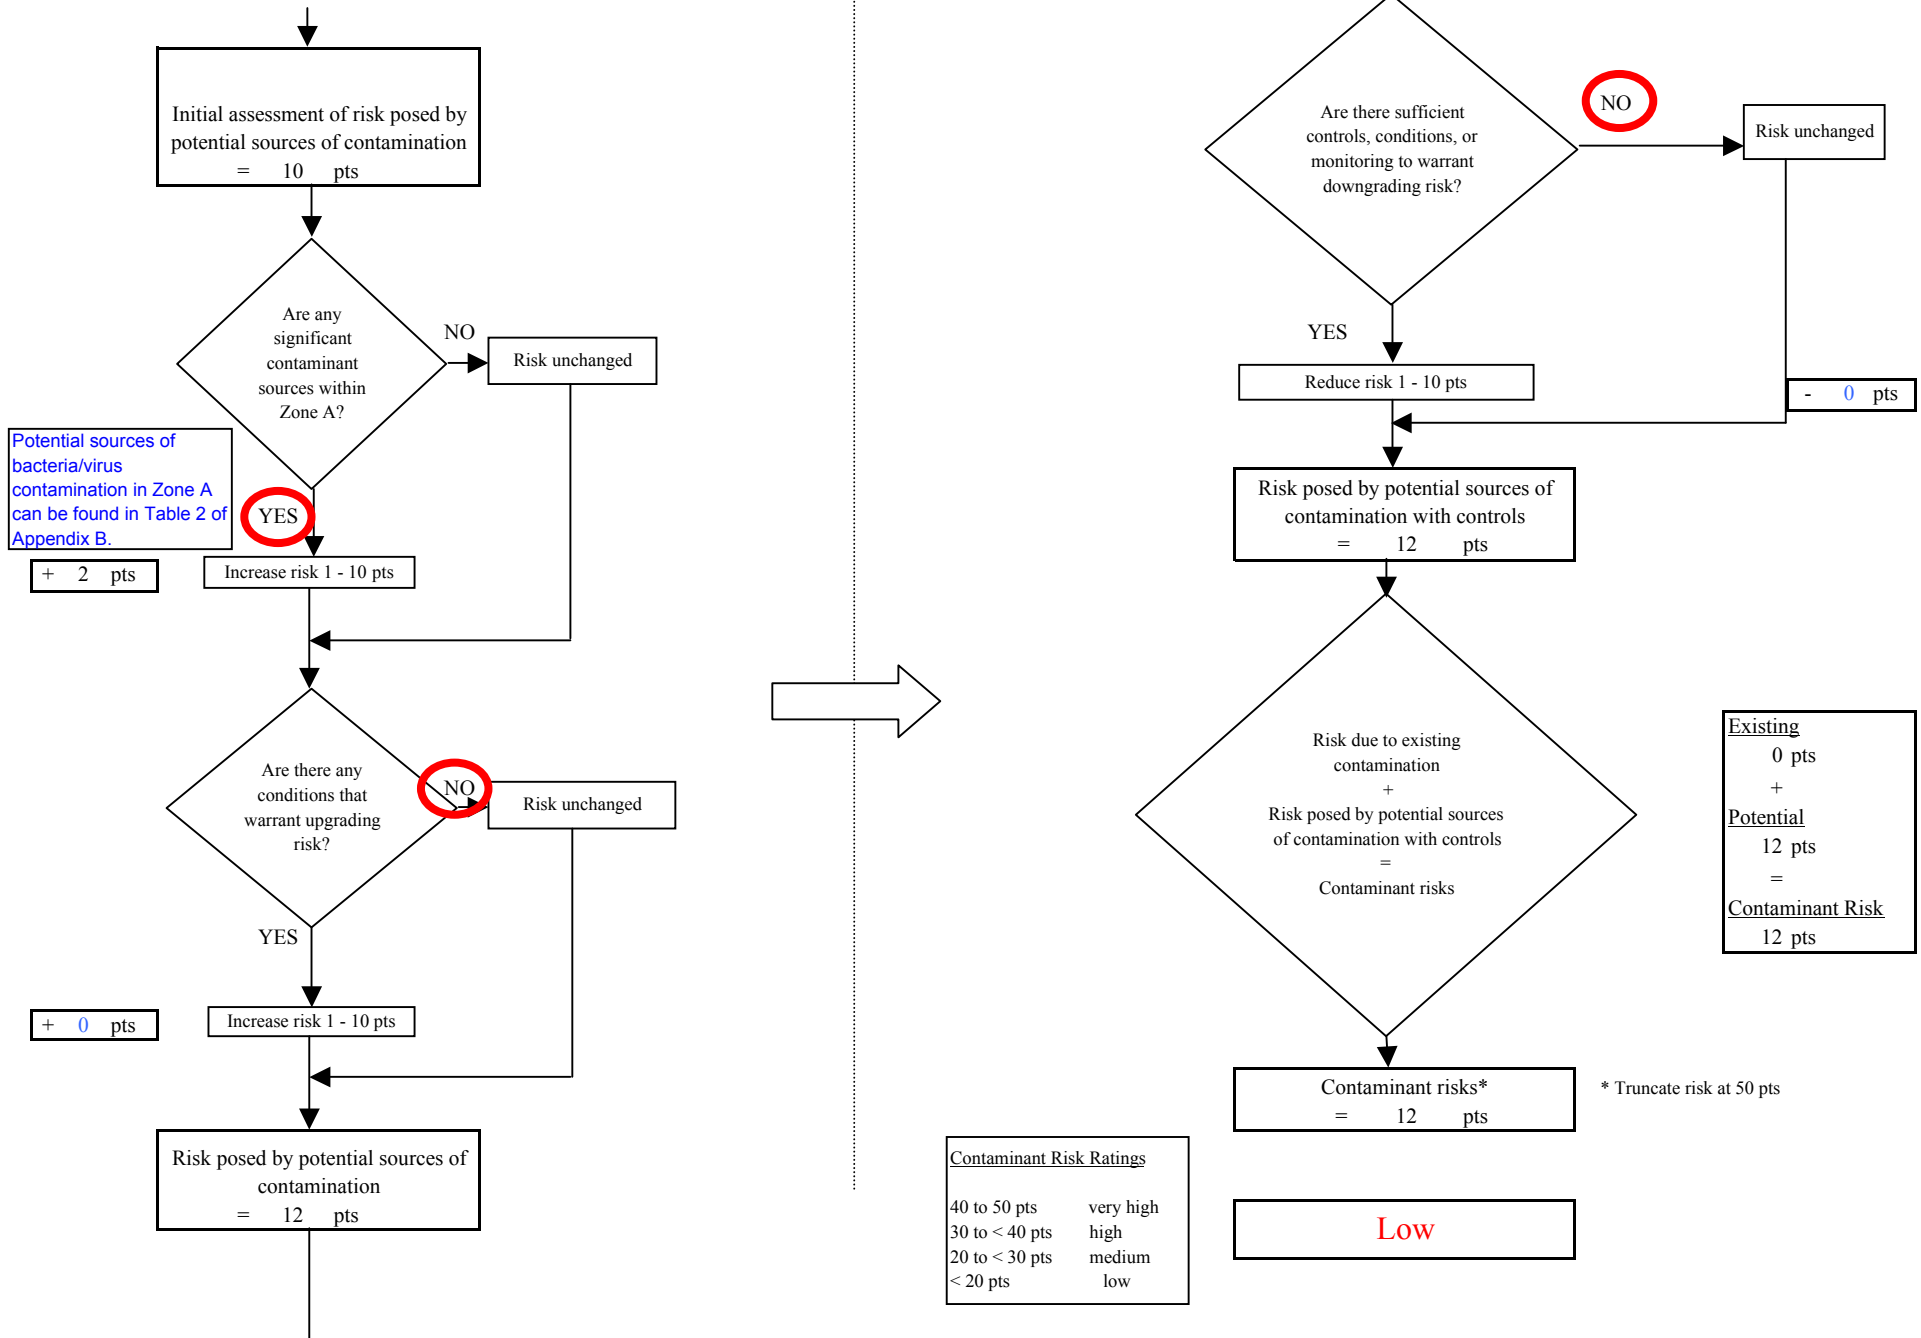 Initial assessment of risk posed by
potential sources of contamination
= 10 pts
Are any
significant
contaminant
sources within
Zone A?
NO
Risk unchanged
Potential sources of
bacteria/virus
contamination in Zone A
can be found in Table 2 of
Appendix B.
YES
+ 2 pts
Increase risk 1 - 10 pts
Are there any
conditions that
warrant upgrading
risk?
NO
Risk unchanged
YES
+ 0 pts
Increase risk 1 - 10 pts
Risk posed by potential sources of
contamination
= 12 pts
Are there sufficient
controls, conditions, or
monitoring to warrant
downgrading risk?
NO
Risk unchanged
YES
Reduce risk 1 - 10 pts
- 0 pts
Risk posed by potential sources of
contamination with controls
= 12 pts
Risk due to existing
contamination
+
Risk posed by potential sources
of contamination with controls
=
Contaminant risks
Existing
0 pts
+
Potential
12 pts
=
Contaminant Risk
12 pts
Contaminant risks*
= 12 pts
* Truncate risk at 50 pts
Contaminant Risk Ratings
40 to 50 pts very high
30 to < 40 pts high
20 to < 30 pts medium
< 20 pts low
Low